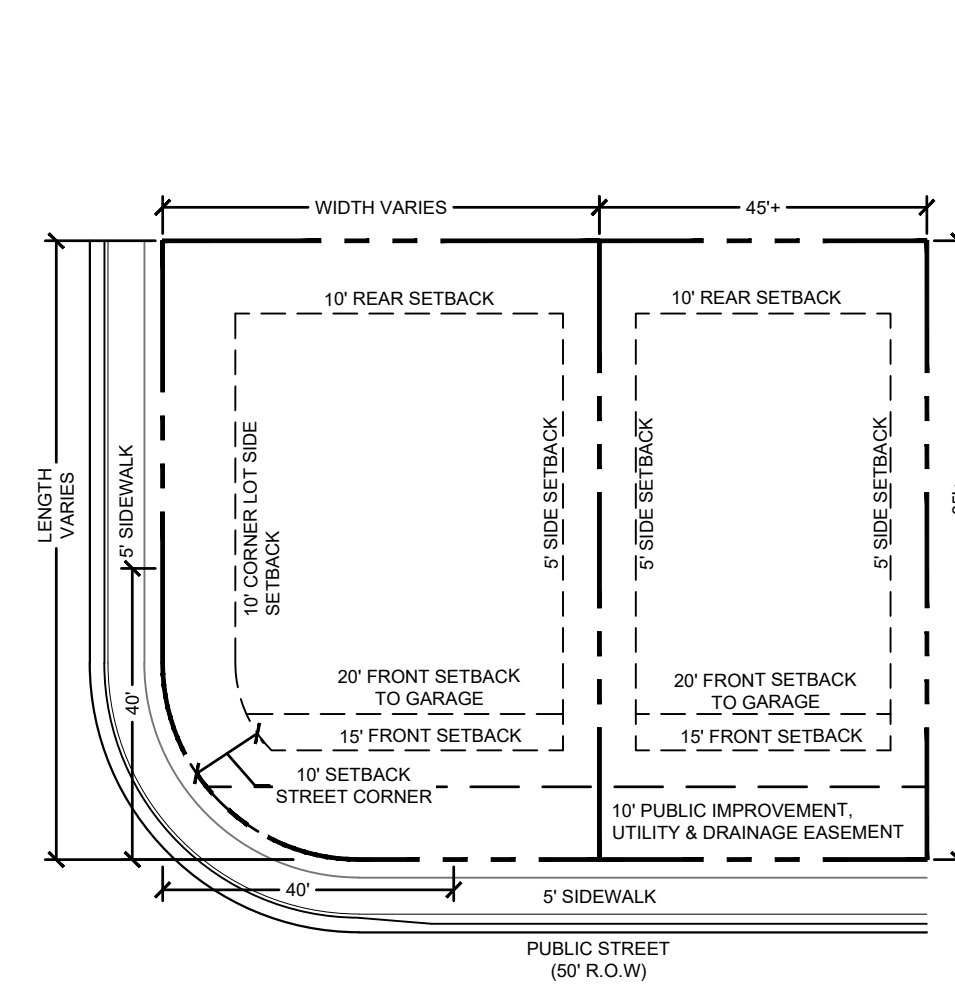 WIDTH VARIES
45'+
10' REAR SETBACK
10' REAR SETBACK
LENGTH
VARIES
5' SIDEWALK
10' CORNER LOT SIDE
SETBACK
5' SIDE SETBACK
5' SIDE SETBACK
5' SIDE SETBACK
40'
20' FRONT SETBACK
TO GARAGE
20' FRONT SETBACK
TO GARAGE
15' FRONT SETBACK
15' FRONT SETBACK
10' SETBACK
STREET CORNER
10' PUBLIC IMPROVEMENT,
UTILITY & DRAINAGE EASEMENT
40'
5' SIDEWALK
PUBLIC STREET
(50' R.O.W)